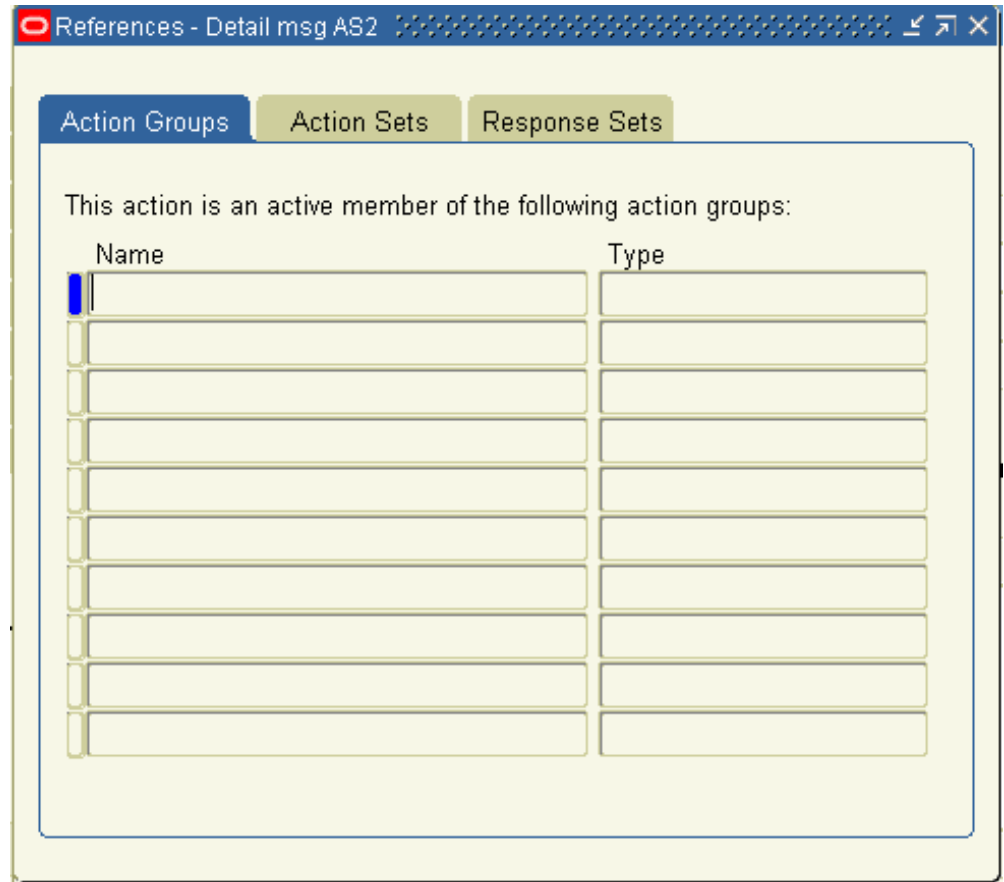 References - Detail msg AS2
Action Groups Action Sets Response Sets
This action is an active member of the following action groups:
Name Type